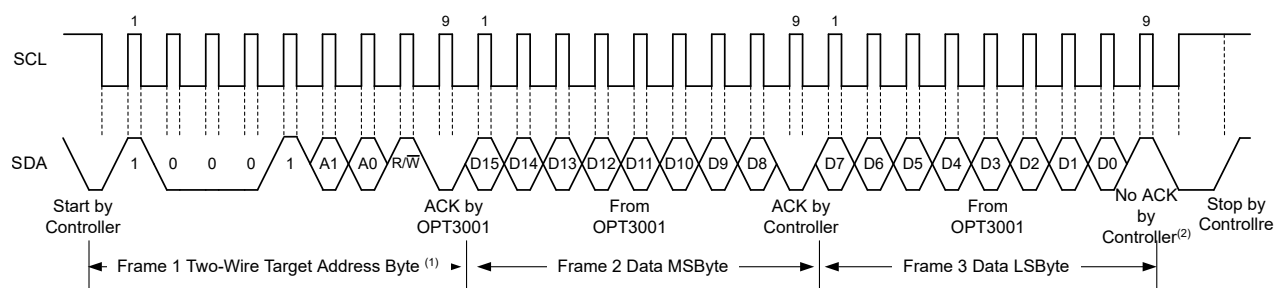 1 9 1 9 1 9
SCL
SDA 1 0 0 0 1 A1 A0 R/W D15 D14 D13 D12 D11 D10 D9 D8 D7 D6 D5 D4 D3 D2 D1 D0
Start by
Controller
ACK by
OPT3001
From
OPT3001
ACK by
Controller
From
OPT3001
No ACK
by
Controller(2)
Stop by
Controllre
Frame 1 Two-Wire Target Address Byte (1) Frame 2 Data MSByte Frame 3 Data LSByte